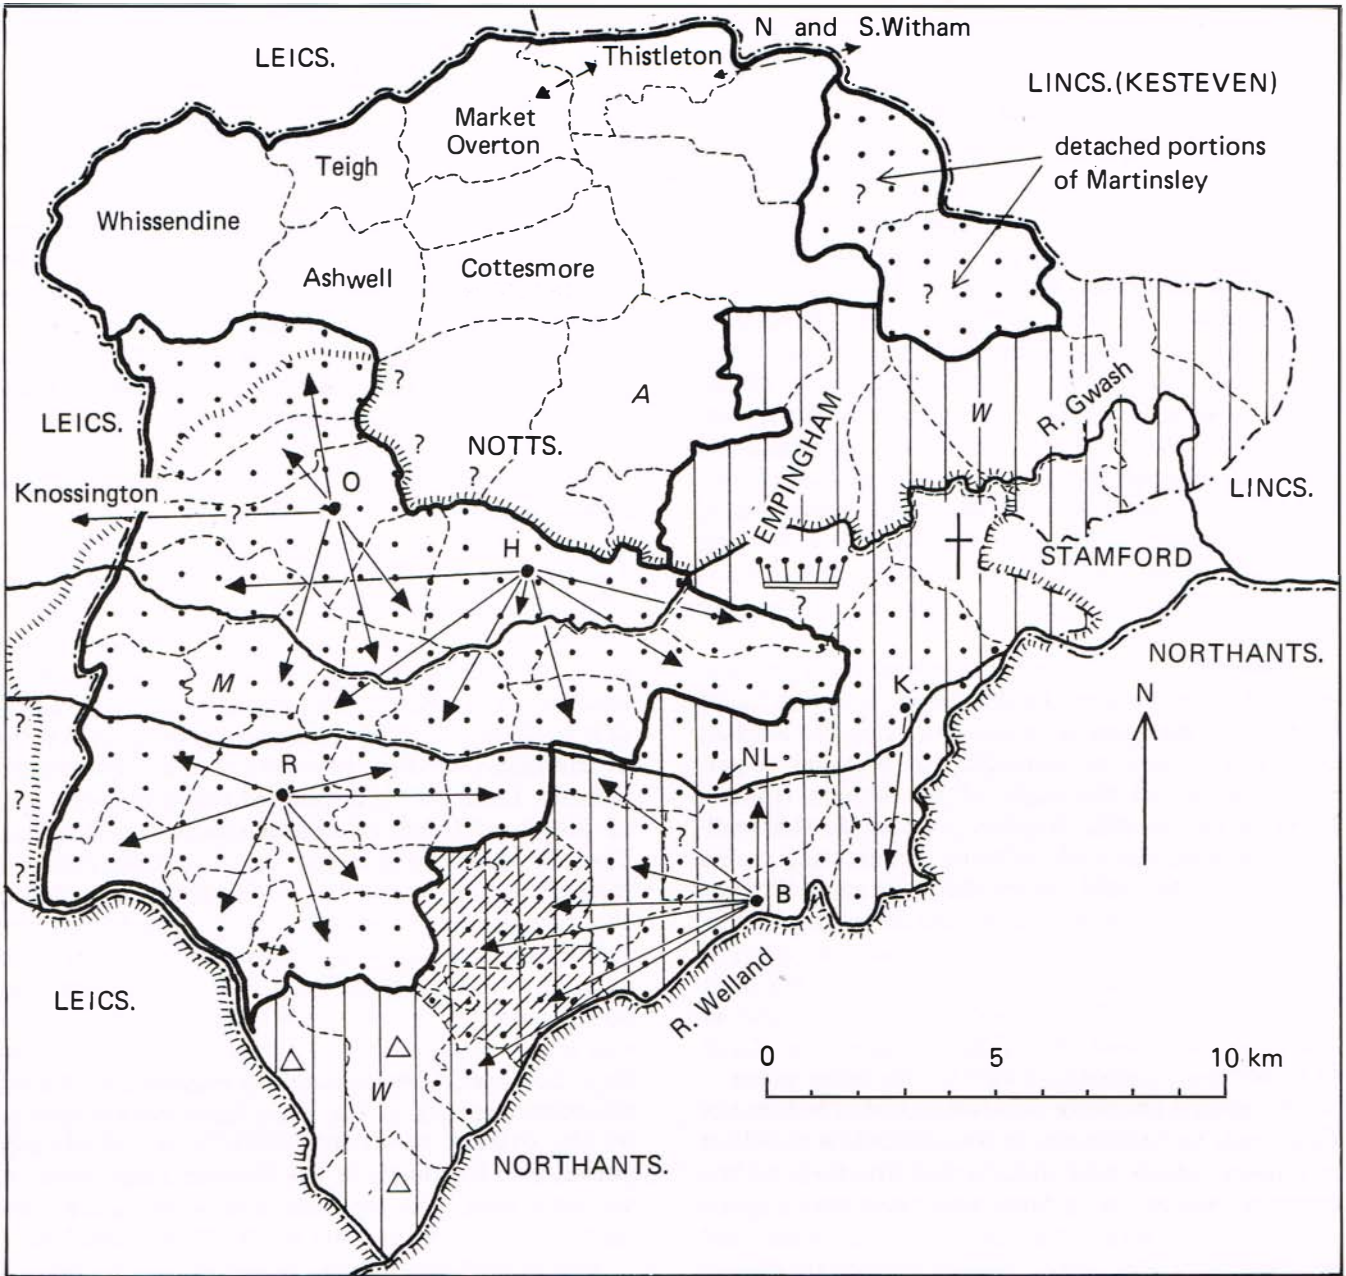 N and S.Witham
LEICS.
Thistleton
LINCS.(KESTEVEN)
Market
Overton
detached portions
of Martinsley
Teigh
?
Whissendine
Ashwell
Cottesmore
?
?
A
W
R. Gwash
LEICS.
?
NOTTS.
?
EMPINGHAM
Knossington
O
?
LINCS.
H
STAMFORD
?
NORTHANTS.
M
K
N
?
R
NL
?
?
?
B
LEICS.
R. Welland
0 5 10 km
W
NORTHANTS.